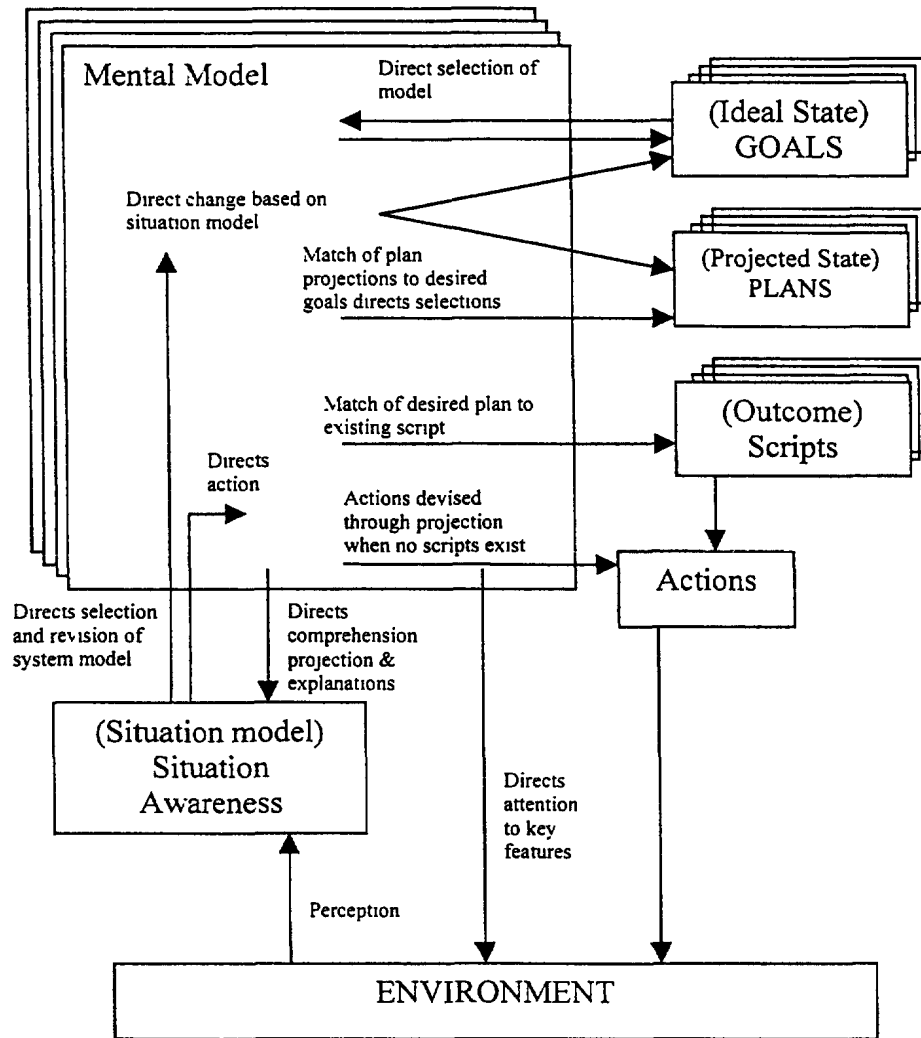 Mental Model
Direct selection of
model
(Ideal State)
GOALS
Direct change based on
situation model
Match of plan
projections to desired
goals directs selections
(Projected State)
PLANS
Match of desired plan to
existing script
(Outcome)
Scripts
Directs
action
Actions devised
through projection
when no scripts exist
Actions
Directs selection
and revision of
system model
Directs
comprehension
projection &
explanations
(Situation model)
Situation
Awareness
Directs
attention
to key
features
Perception
ENVIRONMENT